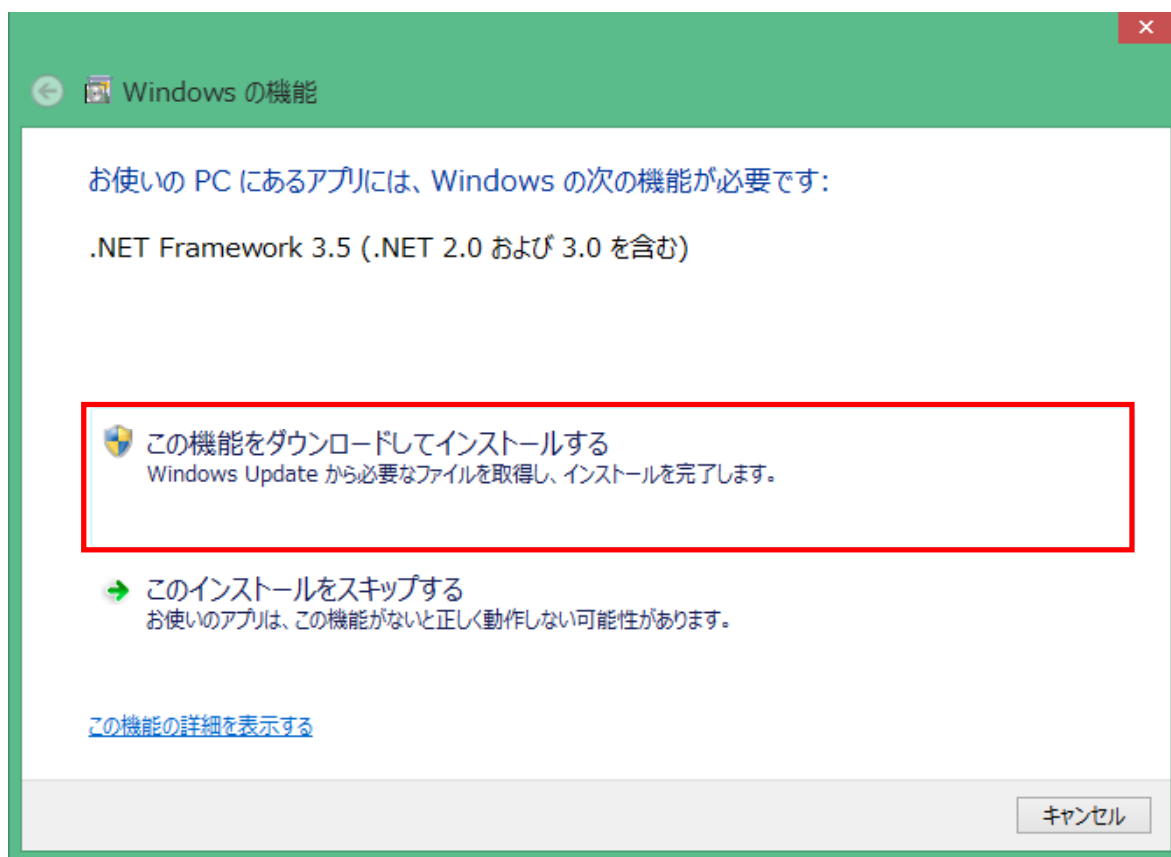 Windows の機能
お使いの PC にあるアプリには、Windows の次の機能が必要です:
.NET Framework 3.5 (.NET 2.0 および 3.0 を含む)
この機能をダウンロードしてインストールする
Windows Update から必要なファイルを取得し、インストールを完了します。
このインストールをスキップする
お使いのアプリは、この機能がないと正しく動作しない可能性があります。
この機能の詳細を表示する
キャンセル